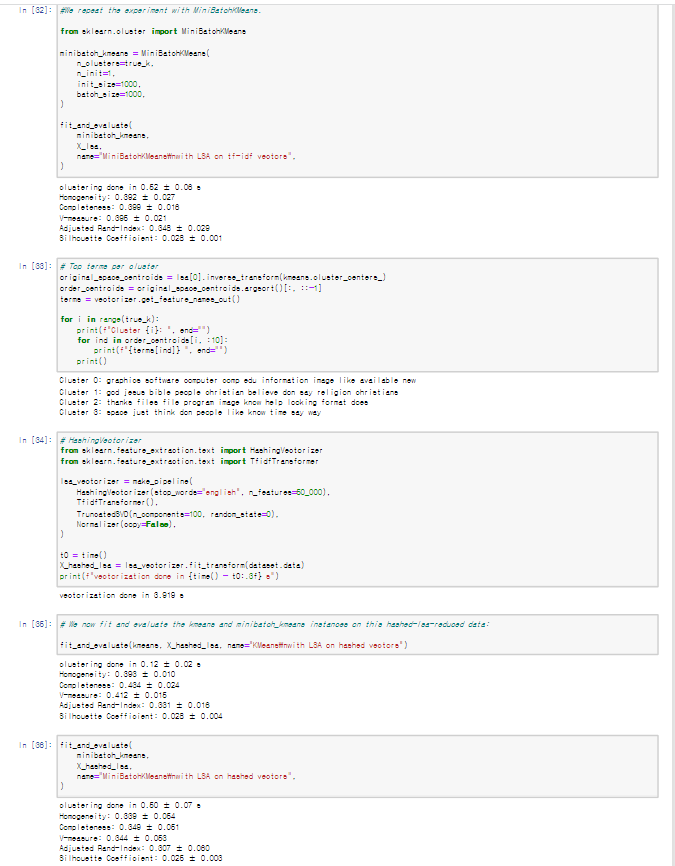 In [32]: #We repeat the experiment with MiniBatchKMeans.
from sklearn.cluster import MiniBatchKMeans
minibatch_kmeans = MiniBatchKMeans(
n_clusters=true_k,
n_init=1,
init_size=1000,
batch_size=1000,
)
fit_and_evaluate(
minibatch_kmeans,
X_lsa,
name="MiniBatchKMeans₩nwith LSA on tf-idf vectors",
)
clustering done in 0.52 ± 0.06 s
Homogeneity: 0.392 ± 0.027
Completeness: 0.399 ± 0.016
V-measure: 0.395 ± 0.021
Adjusted Rand-Index: 0.348 ± 0.029
Silhouette Coefficient: 0.026 ± 0.001
In [33]: # Top terms per cluster
original_space_centroids = lsa[0].inverse_transform(kmeans.cluster_centers_)
order_centroids = original_space_centroids.argsort()[:, ::-1]
terms = vectorizer.get_feature_names_out()
for i in range(true_k):
print(f"Cluster {i}: ", end="")
for ind in order_centroids[i, :10]:
print(f"{terms[ind]} ", end="")
print()
Cluster 0: graphics software computer comp edu information image like available new
Cluster 1: god jesus bible people christian believe don say religion christians
Cluster 2: thanks files file program image know help looking format does
Cluster 3: space just think don people like know time say way
In [34]: # HashingVectorizer
from sklearn.feature_extraction.text import HashingVectorizer
from sklearn.feature_extraction.text import TfidfTransformer
lsa_vectorizer = make_pipeline(
HashingVectorizer(stop_words="english", n_features=50_000),
TfidfTransformer(),
TruncatedSVD(n_components=100, random_state=0),
Normalizer(copy=False),
)
t0 = time()
X_hashed_lsa = lsa_vectorizer.fit_transform(dataset.data)
print(f"vectorization done in {time() - t0:.3f} s")
vectorization done in 3.919 s
In [35]: # We now fit and evaluate the kmeans and minibatch_kmeans instances on this hashed-lsa-reduced data:
fit_and_evaluate(kmeans, X_hashed_lsa, name="KMeans₩nwith LSA on hashed vectors")
clustering done in 0.12 ± 0.02 s
Homogeneity: 0.393 ± 0.010
Completeness: 0.434 ± 0.024
V-measure: 0.412 ± 0.015
Adjusted Rand-Index: 0.331 ± 0.016
Silhouette Coefficient: 0.028 ± 0.004
In [36]: fit_and_evaluate(
minibatch_kmeans,
X_hashed_lsa,
name="MiniBatchKMeans₩nwith LSA on hashed vectors",
)
clustering done in 0.50 ± 0.07 s
Homogeneity: 0.339 ± 0.054
Completeness: 0.349 ± 0.051
V-measure: 0.344 ± 0.053
Adjusted Rand-Index: 0.307 ± 0.060
Silhouette Coefficient: 0.025 ± 0.003